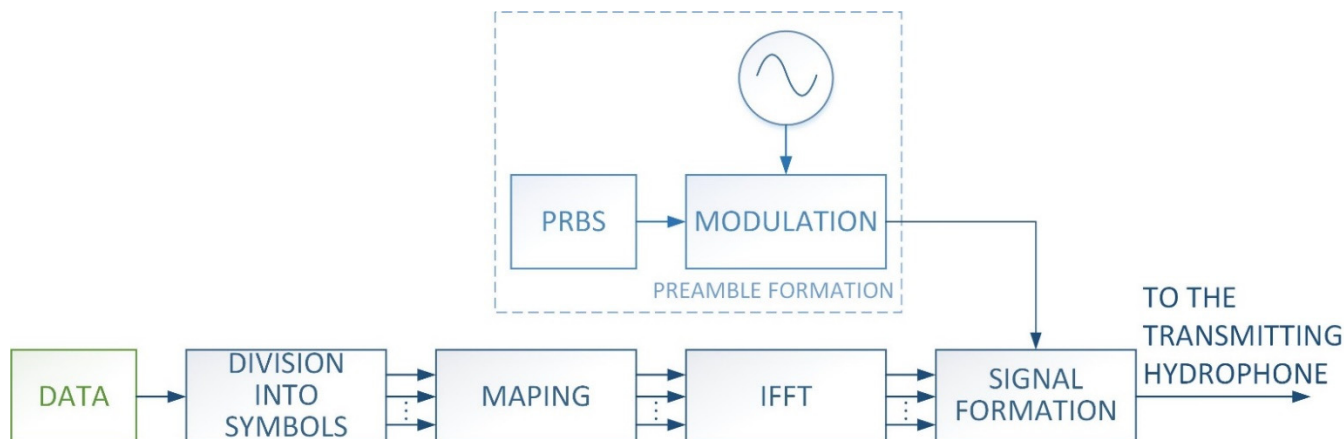 PRBS
MODULATION
PREAMBLE FORMATION
TO THE
TRANSMITTING
HYDROPHONE
DATA
DIVISION
INTO
SYMBOLS
MAPING
IFFT
SIGNAL
FORMATION